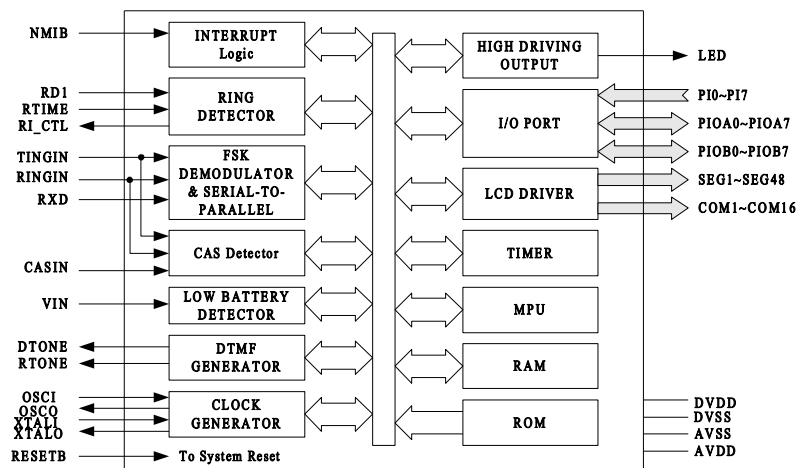 NMIB
INTERRUPT
Logic
RD1
RTIME
RI_CTL
RING
DETECTOR
TINGIN
RINGIN
RXD
FSK
DEMODULATOR
& SERIAL-TO-
PARALLEL
CASIN
CAS Detector
VIN
LOW BATTERY
DETECTOR
DTONE
RTONE
DTMF
GENERATOR
OSCI
OSCO
XTALI
XTALO
CLOCK
GENERATOR
RESETB
To System Reset
HIGH DRIVING
OUTPUT
LED
I/O PORT
PI0~PI7
PIOA0~PIOA7
PIOB0~PIOB7
LCD DRIVER
SEG1~SEG48
COM1~COM16
TIMER
MPU
RAM
ROM
DVDD
DVSS
AVSS
AVDD